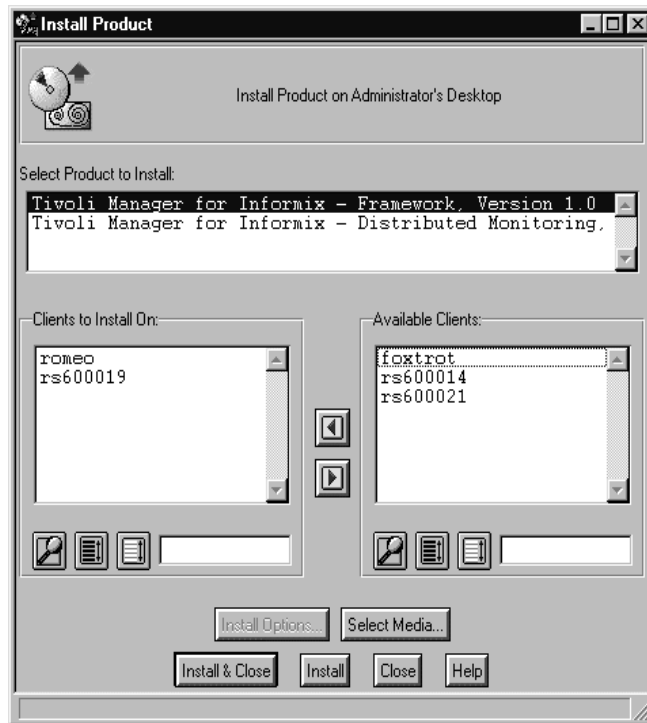 Install Product
Install Product on Administrator's Desktop
Select Product to Install:
Tivoli Manager for Informix - Framework, Version 1.0
Tivoli Manager for Informix - Distributed Monitoring,
Clients to Install On:
romeo
rs600019
Available Clients:
foxtrot
rs600014
rs600021
Install Options...
Select Media...
Install & Close
Install
Close
Help